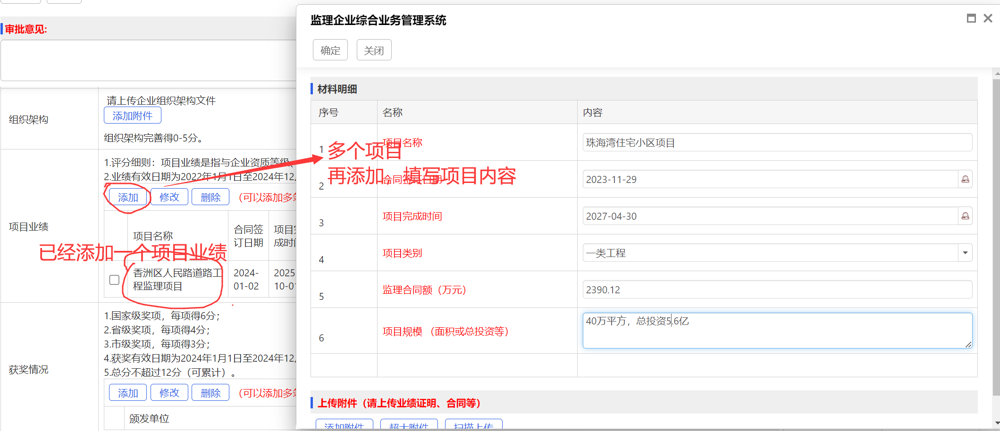 审批意见:
组织架构
请上传企业组织架构文件
添加附件
组织架构完善得0-5分。
项目业绩
1.评分细则：项目业绩是指与企业资质等级、
2.业绩有效日期为2022年1月1日至2024年12
添加 修改 删除 （可以添加多
项目名称 合同签订日期 项目
成时
香洲区人民路道路工
程监理项目
2024-
01-02
2025
10-0
已经添加一个项目业绩
获奖情况
1.国家级奖项，每项得6分；
2.省级奖项，每项得4分；
3.市级奖项，每项得3分；
4.获奖有效日期为2024年1月1日至2024年12
5.总分不超过12分（可累计）。
添加 修改 删除 （可以添加多
颁发单位
监理企业综合业务管理系统
确定 关闭
材料明细
序号 名称 内容
1 项目名称 珠海湾住宅小区项目
2 合同签订日期 2023-11-29
3 项目完成时间 2027-04-30
4 项目类别 一类工程
5 监理合同额（万元） 2390.12
6 项目规模 （面积或总投资等） 40万平方，总投资5.6亿
多个项目
再添加，填写项目内容
上传附件（请上传业绩证明、合同等）
添加附件 超大附件 扫描上传